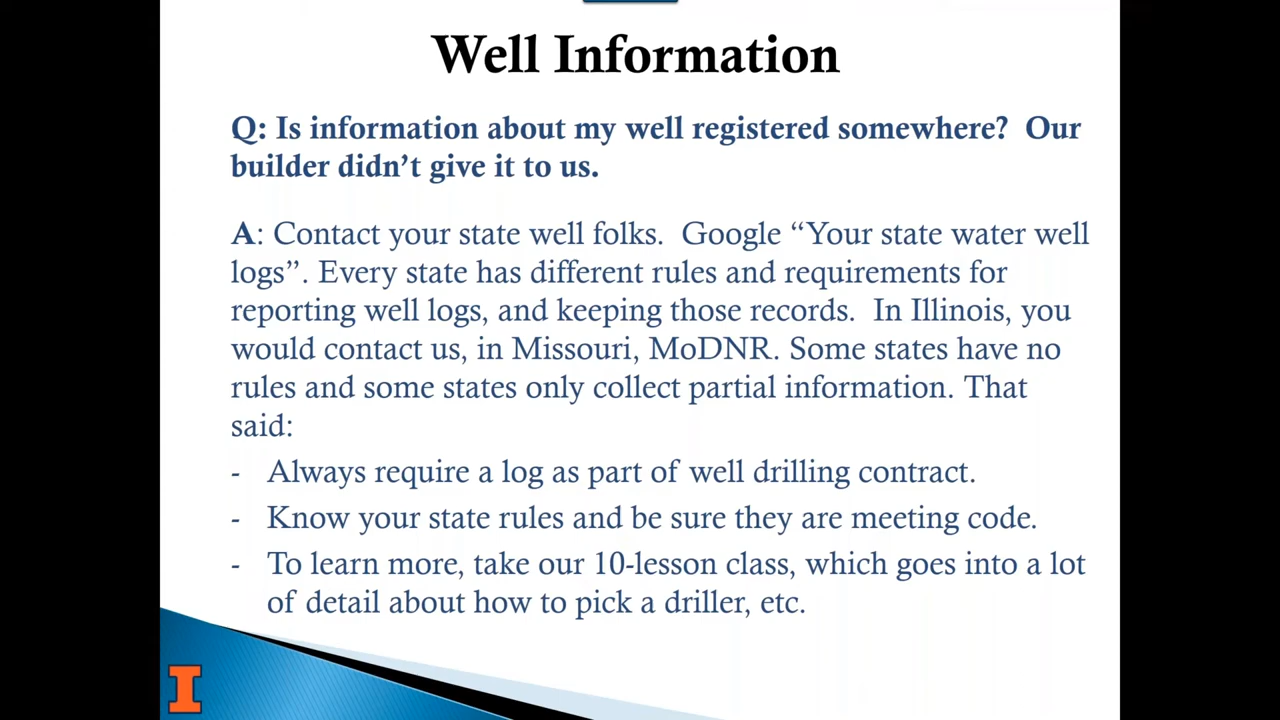 Well Information
Q: Is information about my well registered somewhere?  Our
builder didn’t give it to us.
A: Contact your state well folks.  Google “Your state water well
logs”. Every state has different rules and requirements for
reporting well logs, and keeping those records.  In Illinois, you
would contact us, in Missouri, MoDNR. Some states have no
rules and some states only collect partial information. That
said:
- Always require a log as part of well drilling contract.
- Know your state rules and be sure they are meeting code.
- To learn more, take our 10-lesson class, which goes into a lot
of detail about how to pick a driller, etc.
I